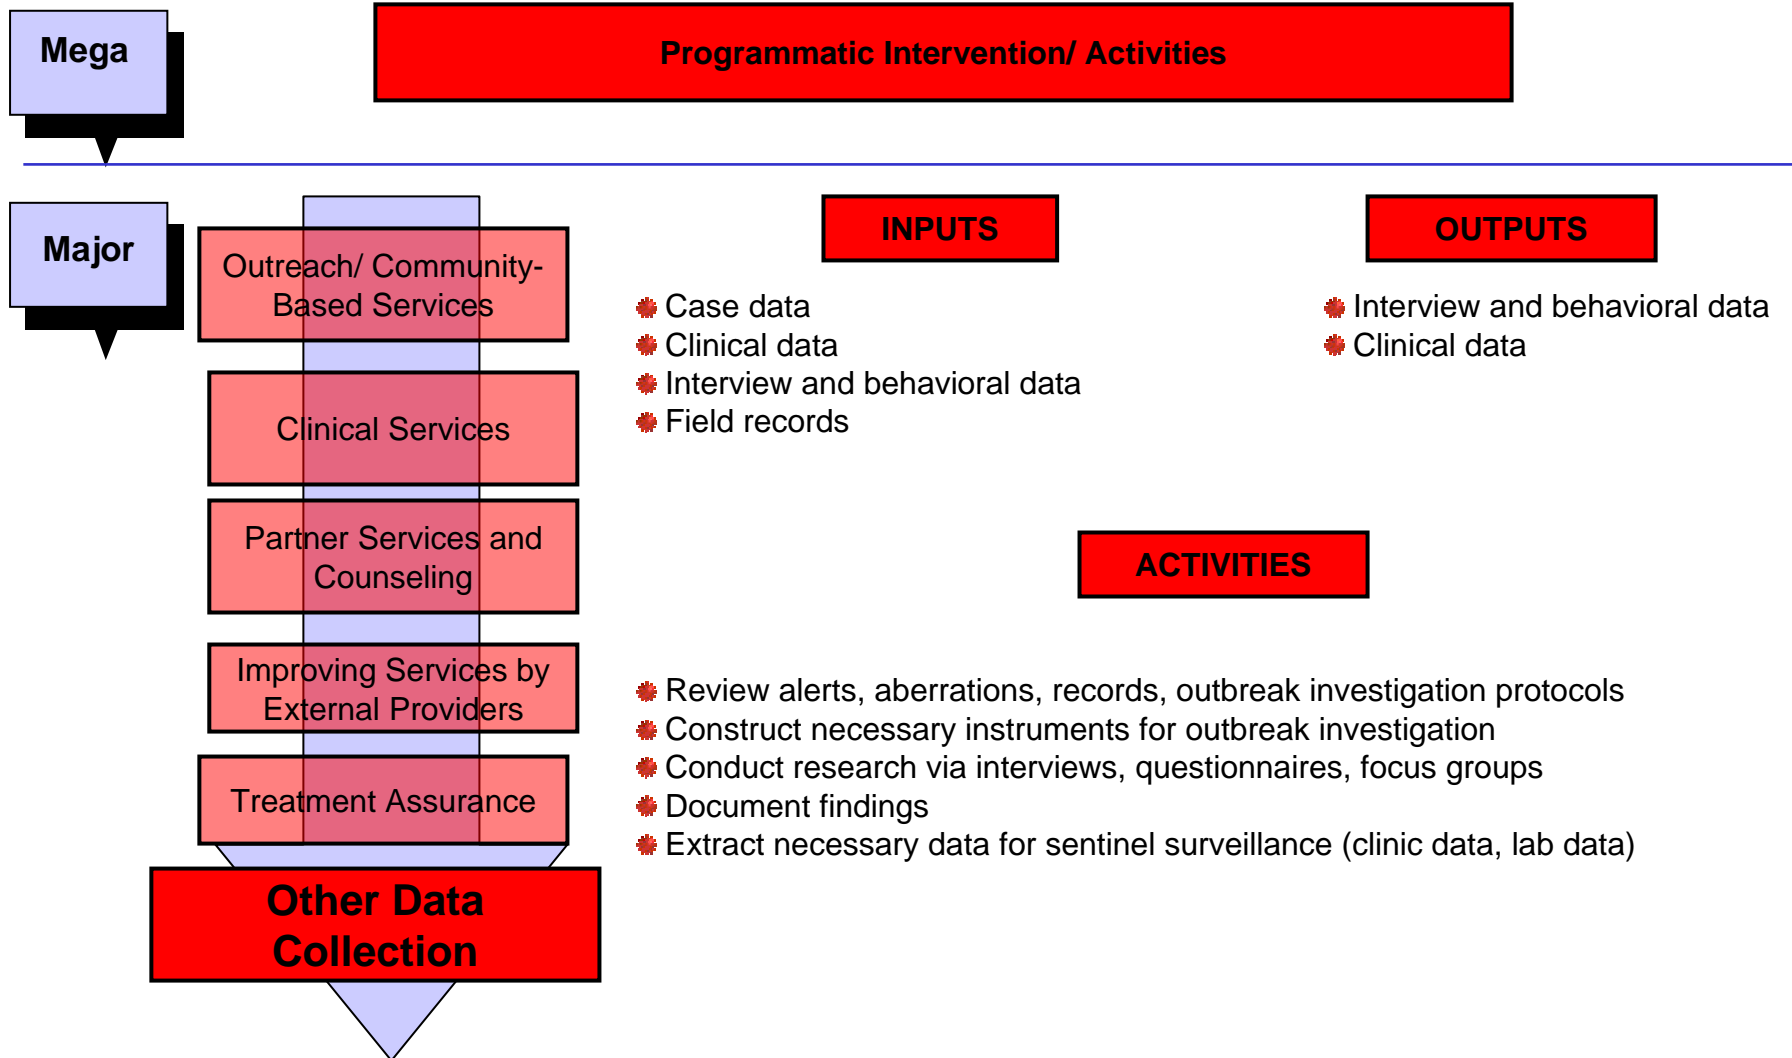 Mega
Programmatic Intervention/ Activities
Major
Outreach/ Community-
Based Services
Clinical Services
Partner Services and
Counseling
Improving Services by
External Providers
Treatment Assurance
Other Data
Collection
INPUTS
Case data
Clinical data
Interview and behavioral data
Field records
OUTPUTS
Interview and behavioral data
Clinical data
ACTIVITIES
Review alerts, aberrations, records, outbreak investigation protocols
Construct necessary instruments for outbreak investigation
Conduct research via interviews, questionnaires, focus groups
Document findings
Extract necessary data for sentinel surveillance (clinic data, lab data)